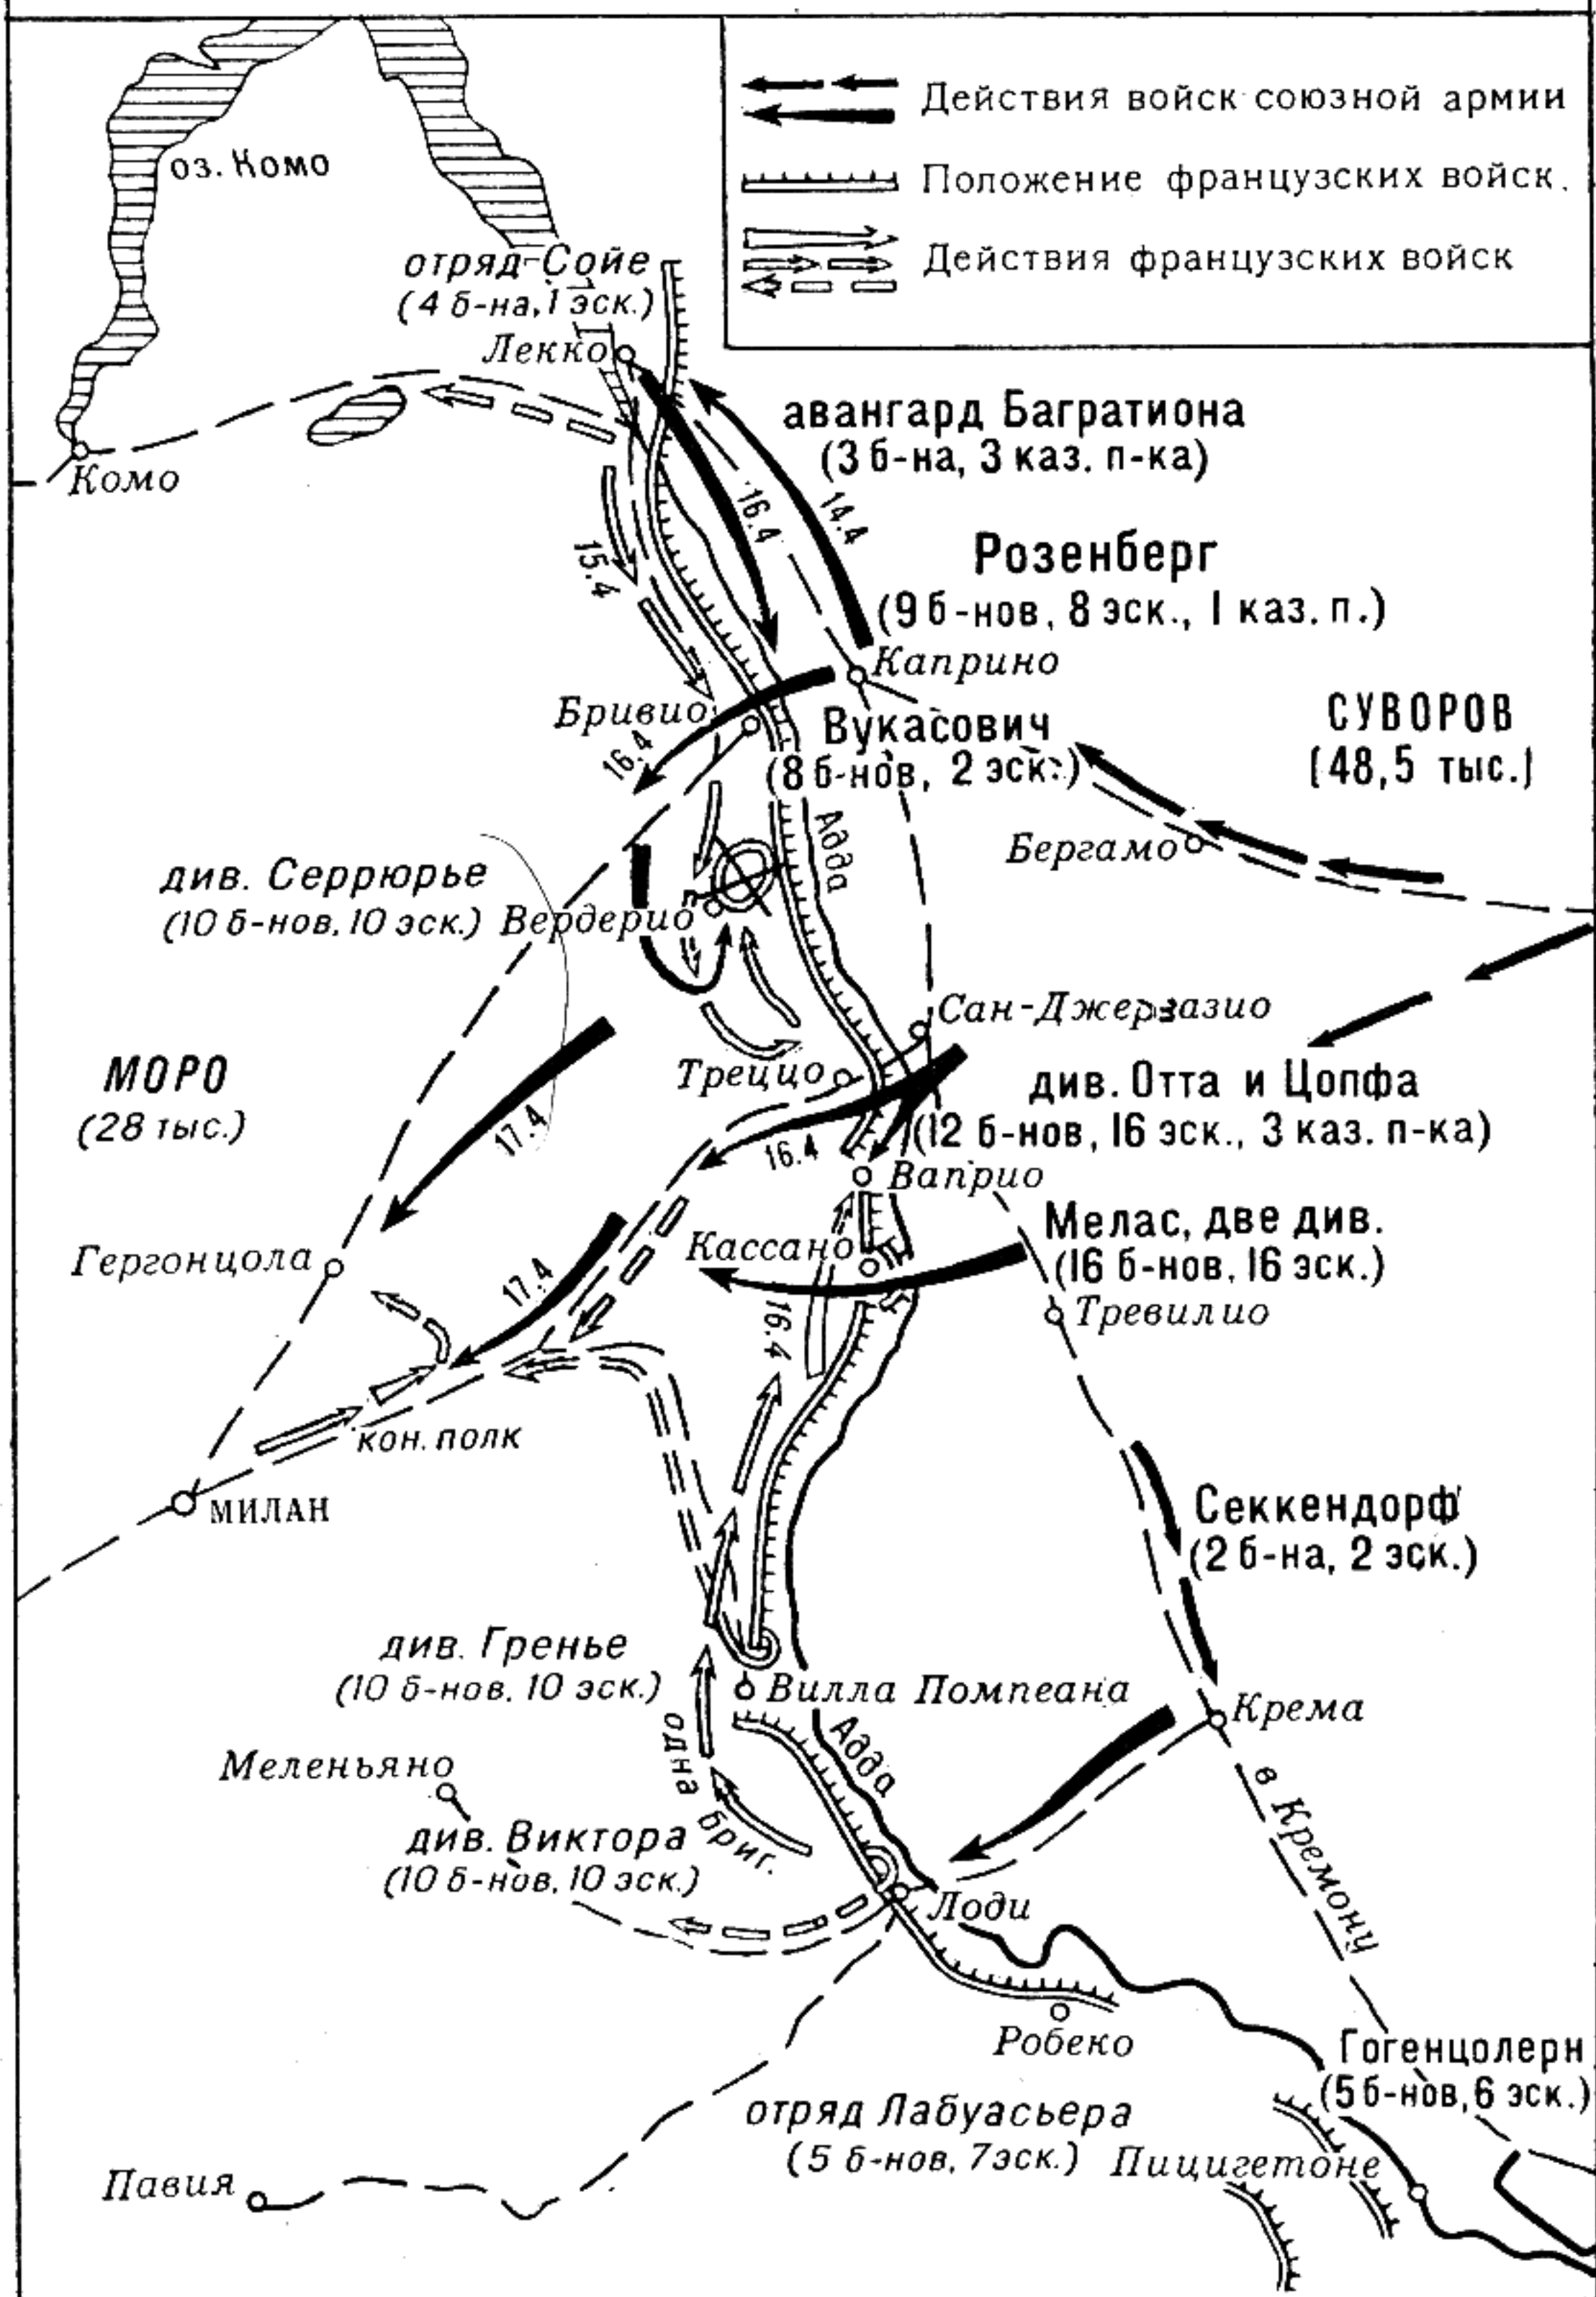 Действия войск союзной армии
Положение французских войск.
Действия французских войск
оз. Комо
отряд Сойе
(4 б-на, 1 эск.)
Лекко
Комо
авангард Багратиона
(3 б-на, 3 каз. п-ка)
16.4
14.4
15.4
Розенберг
(9 б-нов, 8 эск., 1 каз. п.)
Каприно
Бривио
16.4
Вукасович
(8 б-нов, 2 эск.)
СУВОРОВ
(48,5 тыс.)
Бергамо
Адда
див. Серрюрье
(10 б-нов, 10 эск.)
Вердерио
Сан-Джервазио
МОРО
(28 тыс.)
Треццо
17.4
див. Отта и Цопфа
(12 б-нов, 16 эск., 3 каз. п-ка)
16.4
Ваприо
Мелас, две див.
(16 б-нов, 16 эск.)
Кассано
Гергонцола
17.4
16.4
Тревилио
кон. полк
МИЛАН
Секкендорф
(2 б-на, 2 эск.)
див. Гренье
(10 б-нов, 10 эск.)
Вилла Помпеана
Крема
одна бриг.
Адда
Меленьяно
див. Виктора
(10 б-нов, 10 эск.)
в Кремону
Лоди
Робеко
Гогенцолерн
(5 б-нов, 6 эск.)
отряд Лабуасьера
(5 б-нов, 7 эск.)
Пицигетоне
Павия